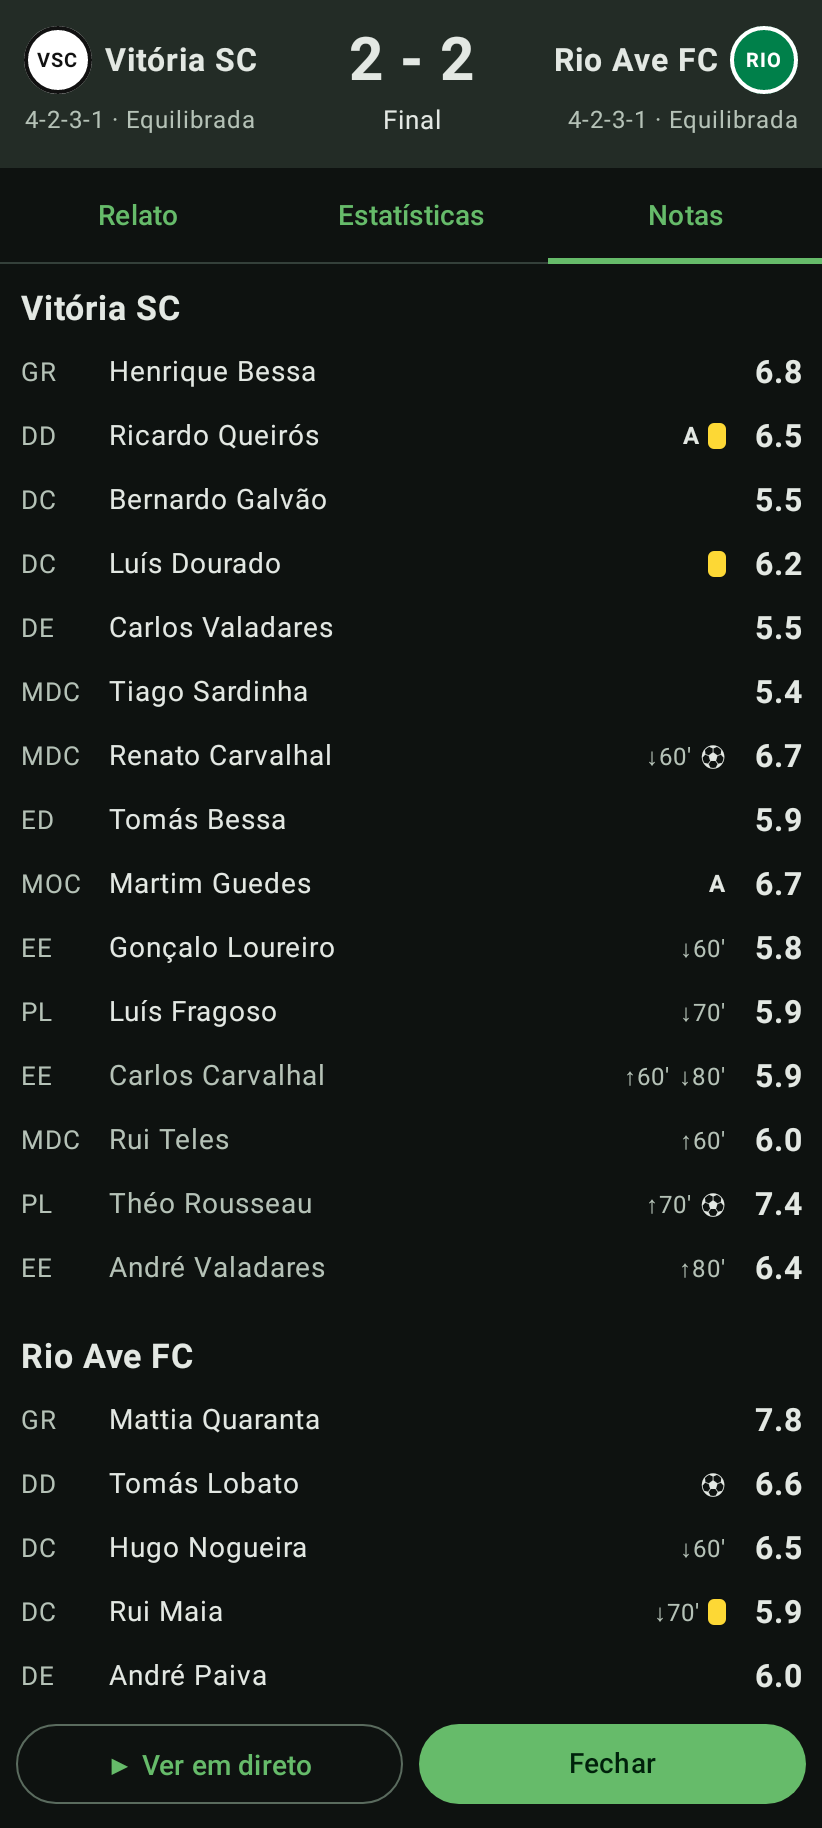 VSC Vitória SC 2 - 2 Rio Ave FC RIO
4-2-3-1 · Equilibrada Final 4-2-3-1 · Equilibrada
Relato Estatísticas Notas
Vitória SC
GR Henrique Bessa 6.8
DD Ricardo Queirós A 6.5
DC Bernardo Galvão 5.5
DC Luís Dourado 6.2
DE Carlos Valadares 5.5
MDC Tiago Sardinha 5.4
MDC Renato Carvalhal ↓60' 6.7
ED Tomás Bessa 5.9
MOC Martim Guedes A 6.7
EE Gonçalo Loureiro ↓60' 5.8
PL Luís Fragoso ↓70' 5.9
EE Carlos Carvalhal ↑60' ↓80' 5.9
MDC Rui Teles ↑60' 6.0
PL Théo Rousseau ↑70' 7.4
EE André Valadares ↑80' 6.4
Rio Ave FC
GR Mattia Quaranta 7.8
DD Tomás Lobato 6.6
DC Hugo Nogueira ↓60' 6.5
DC Rui Maia ↓70' 5.9
DE André Paiva 6.0
► Ver em direto Fechar